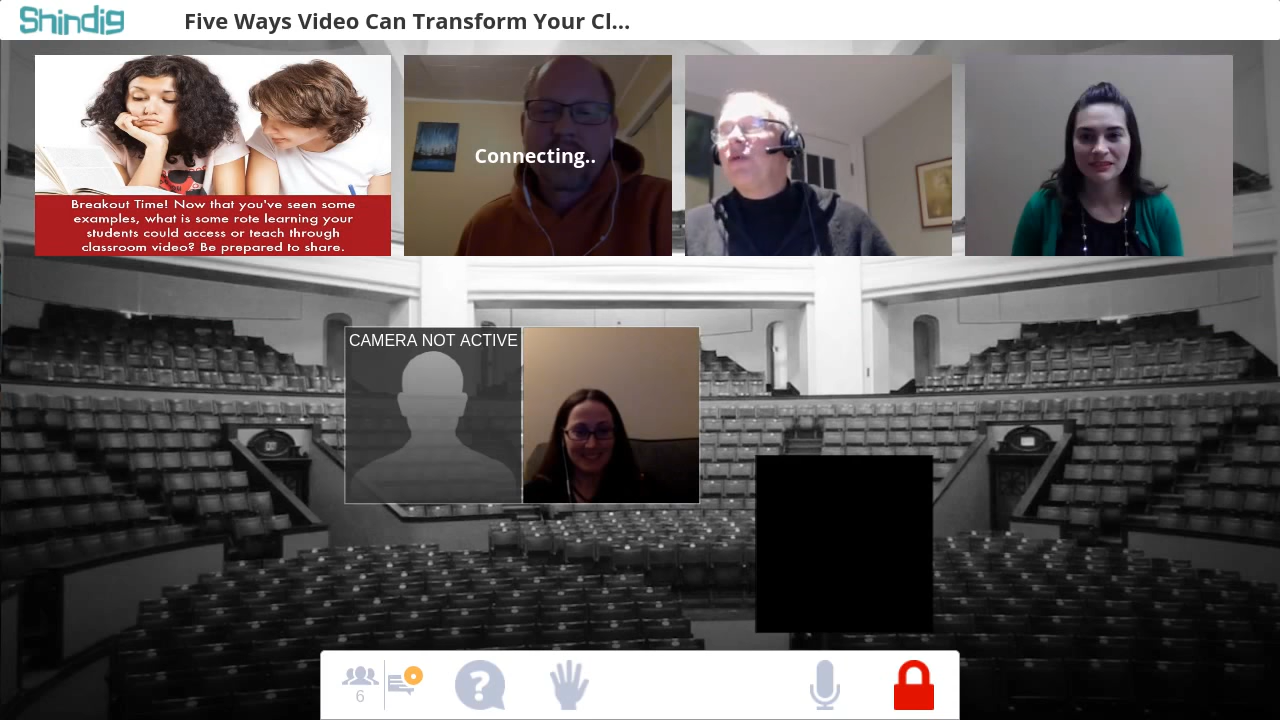 Shindig
Five Ways Video Can Transform Your Cl...
Connecting..
Breakout Time! Now that you've seen some
examples, what is some rote learning your
students could access or teach through
classroom video? Be prepared to share.
CAMERA NOT ACTIVE
?
6